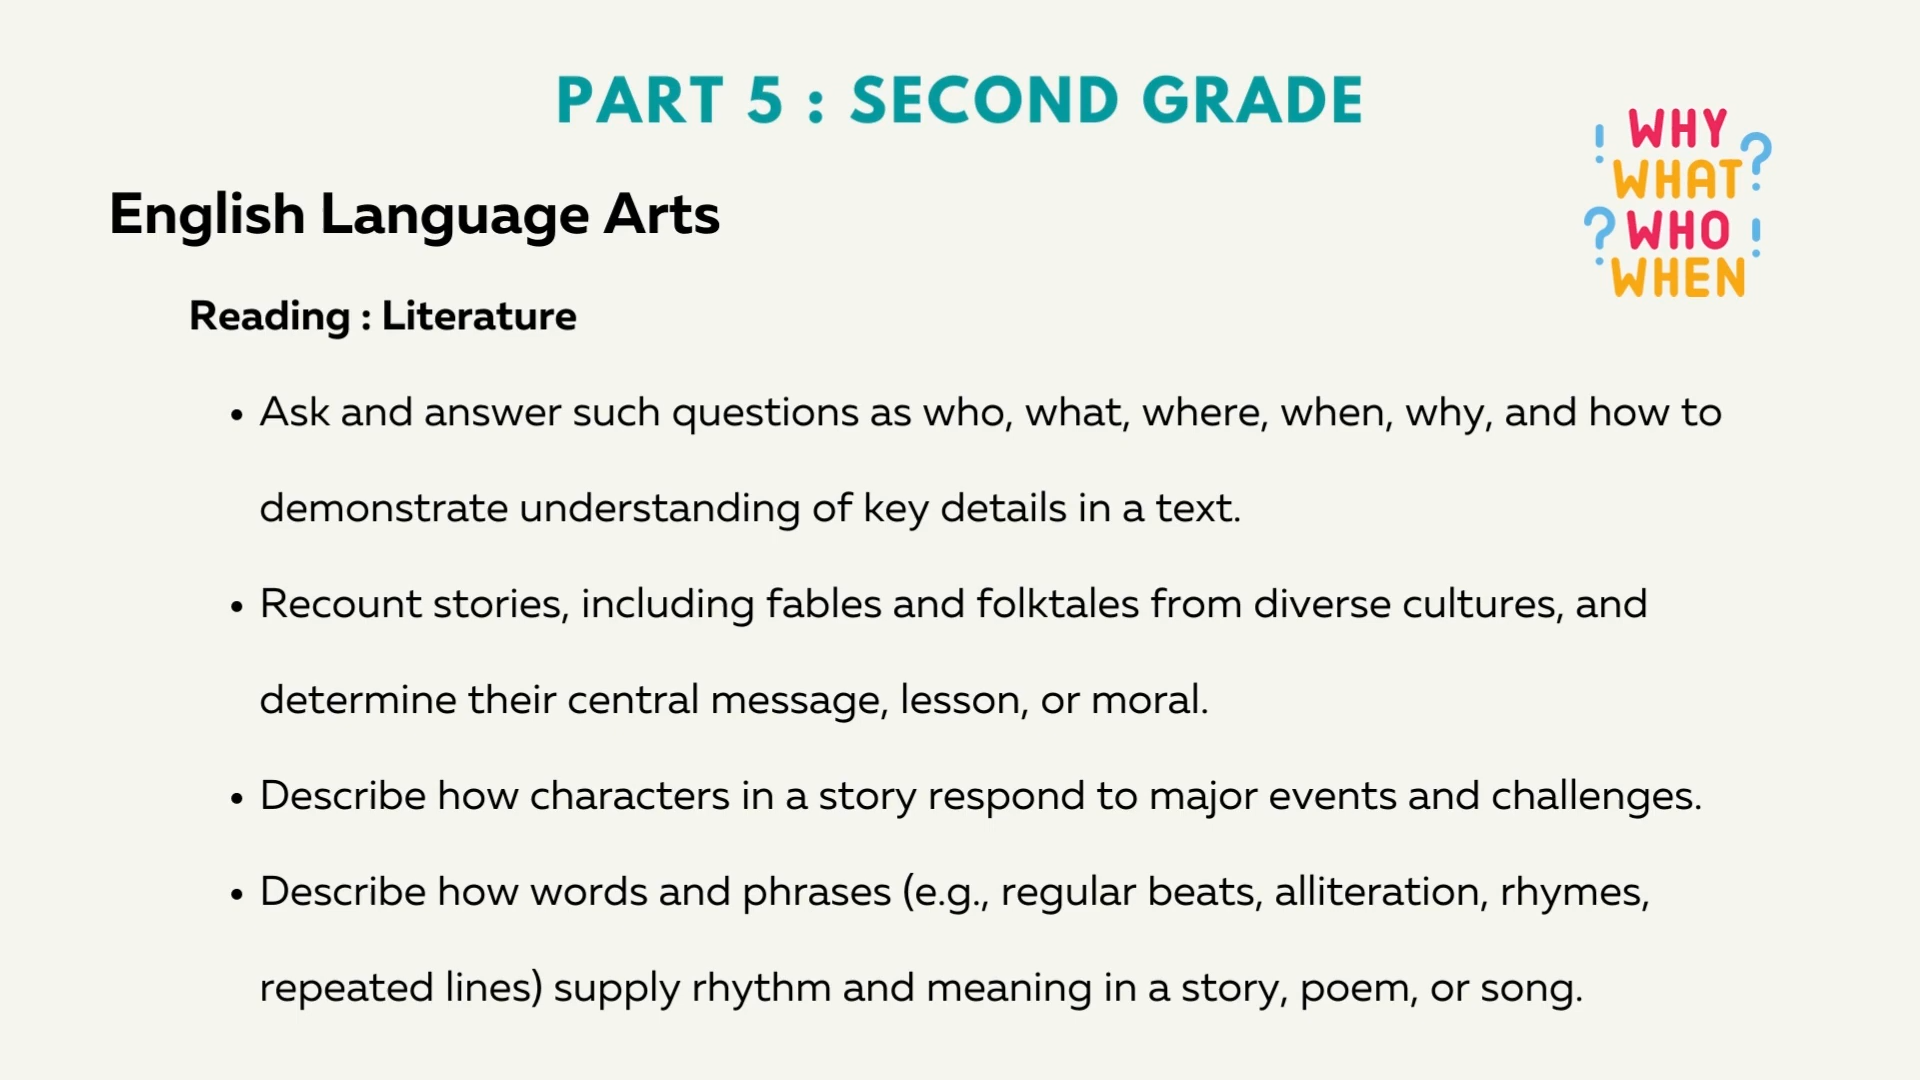 PART 5 : SECOND GRADE
! WHY
WHAT ?
? WHO !
WHEN
English Language Arts
Reading : Literature
• Ask and answer such questions as who, what, where, when, why, and how to
demonstrate understanding of key details in a text.
• Recount stories, including fables and folktales from diverse cultures, and
determine their central message, lesson, or moral.
• Describe how characters in a story respond to major events and challenges.
• Describe how words and phrases (e.g., regular beats, alliteration, rhymes,
repeated lines) supply rhythm and meaning in a story, poem, or song.